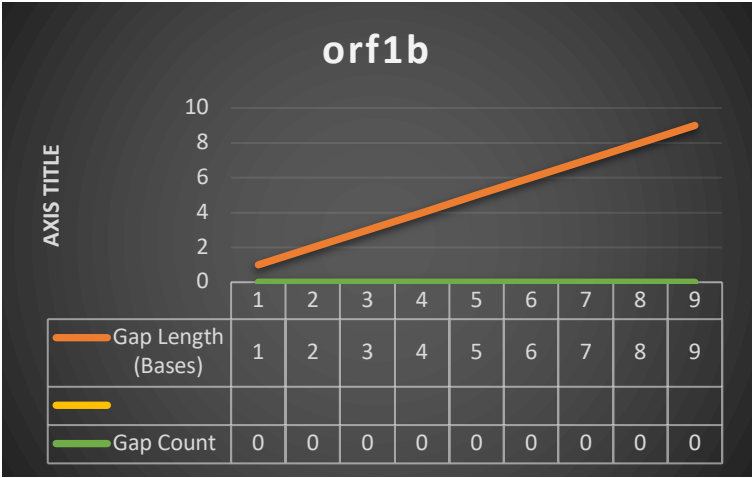 orf1b
AXIS TITLE
10
8
6
4
2
0
1 2 3 4 5 6 7 8 9
Gap Length
(Bases) 1 2 3 4 5 6 7 8 9
Gap Count 0 0 0 0 0 0 0 0 0